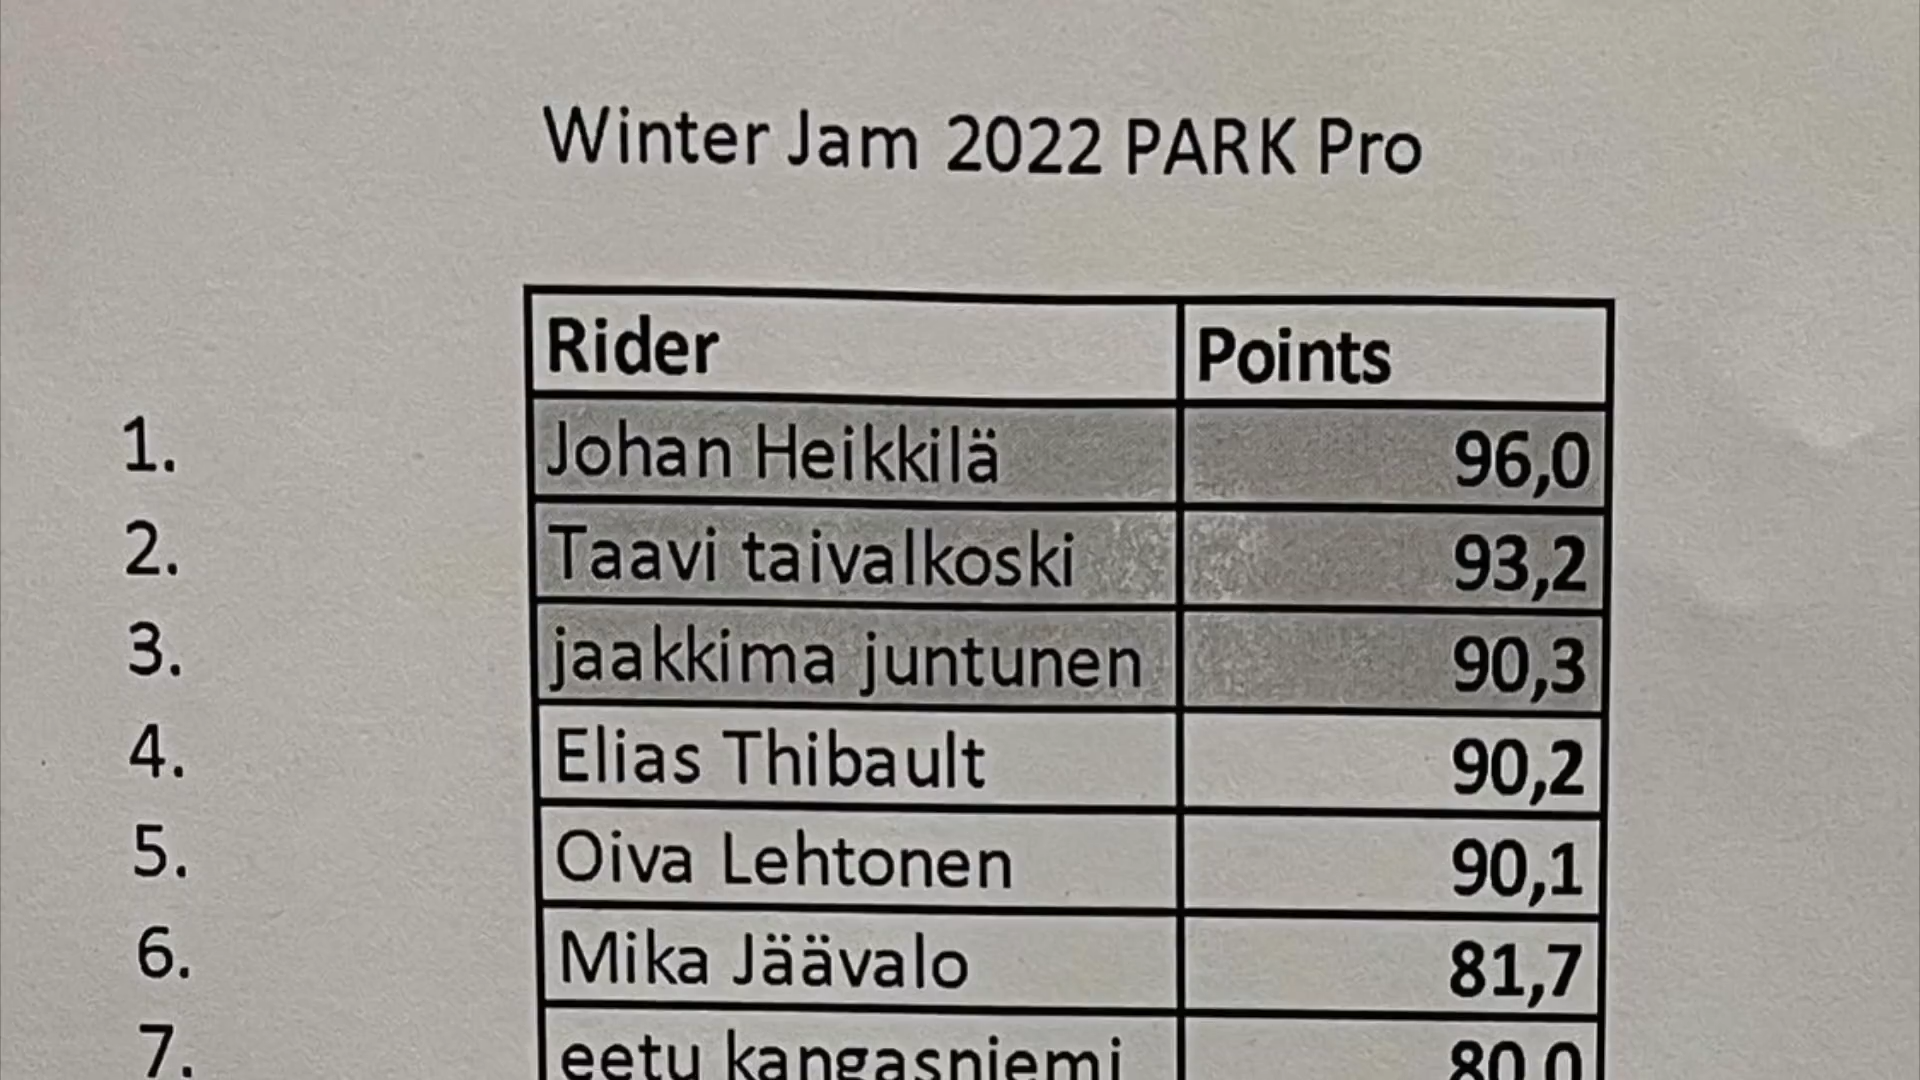 Winter Jam 2022 PARK Pro
Rider Points
1. Johan Heikkilä 96,0
2. Taavi taivalkoski 93,2
3. jaakkima juntunen 90,3
4. Elias Thibault 90,2
5. Oiva Lehtonen 90,1
6. Mika Jäävalo 81,7
7. eetu kangasniemi 80,0